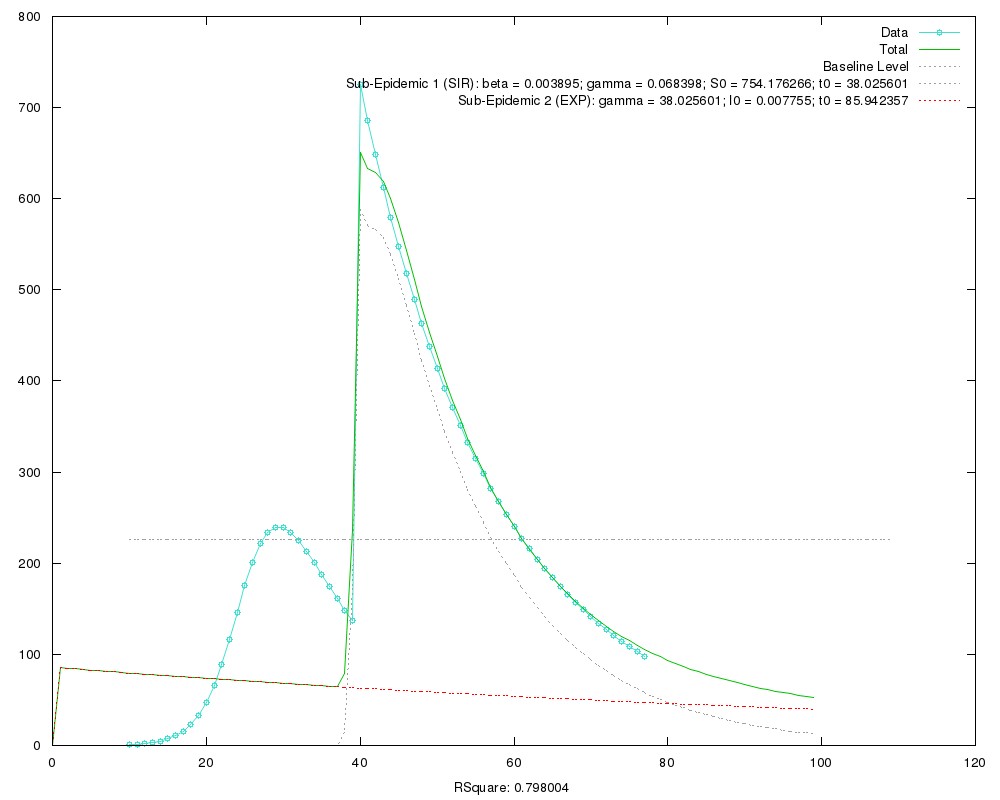 800
700
600
500
400
300
200
100
0
0 20 40 60 80 100 120
Data
Total
Baseline Level
Sub-Epidemic 1 (SIR): beta = 0.003895; gamma = 0.068398; S0 = 754.176266; t0 = 38.025601
Sub-Epidemic 2 (EXP): gamma = 38.025601; I0 = 0.007755; t0 = 85.942357
RSquare: 0.798004